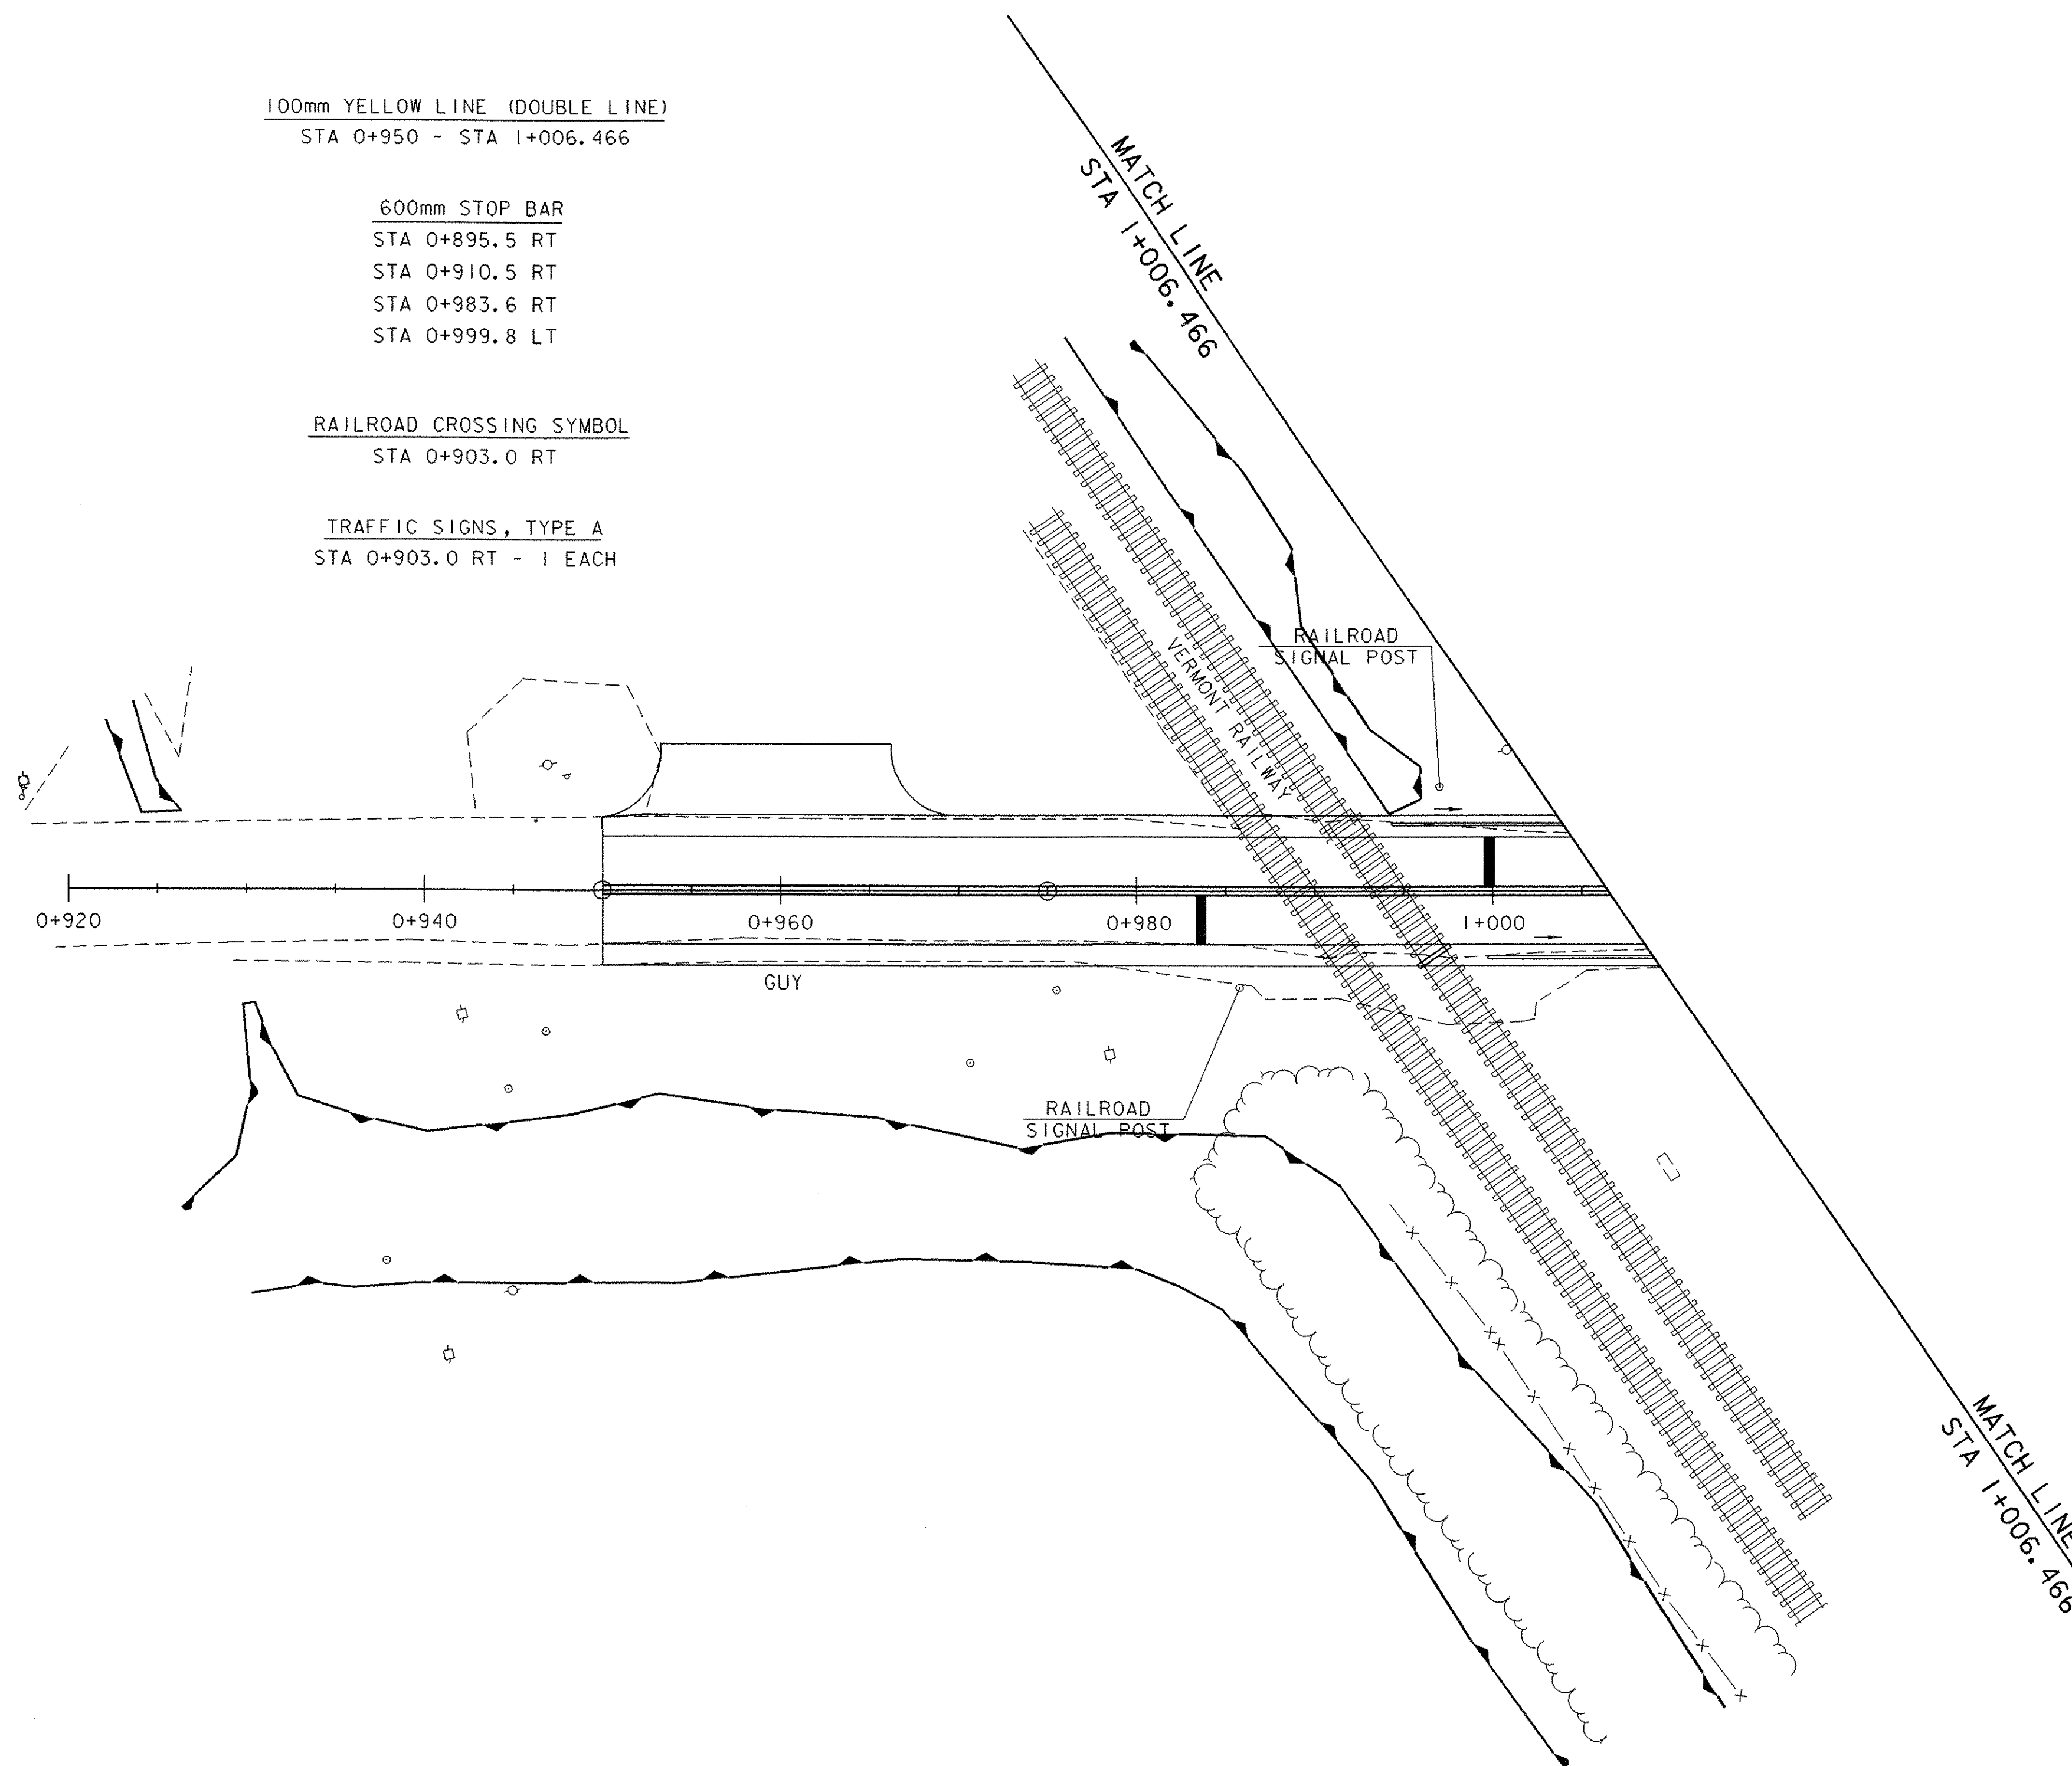 100mm YELLOW LINE (DOUBLE LINE)
STA 0+950 - STA 1+006.466
600mm STOP BAR
STA 0+895.5 RT
STA 0+910.5 RT
STA 0+983.6 RT
STA 0+999.8 LT
RAILROAD CROSSING SYMBOL
STA 0+903.0 RT
TRAFFIC SIGNS, TYPE A
STA 0+903.0 RT - 1 EACH
MATCH LINE
STA 1+006.466
RAILROAD
SIGNAL POST
VERMONT RAILWAY
0+920
0+940
0+960
0+980
1+000
GUY
RAILROAD
SIGNAL POST
MATCH LINE
STA 1+006.466